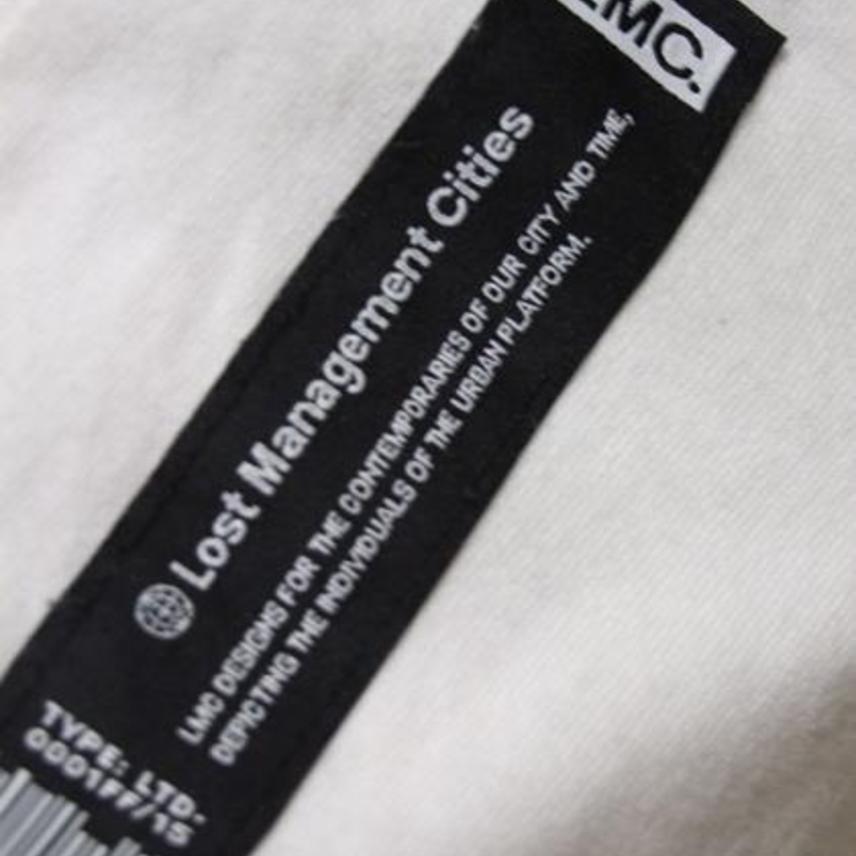 LMC.
Lost Management Cities
LMC DESIGNS FOR THE CONTEMPORARIES OF OUR CITY AND TIME,
DEPICTING THE INDIVIDUALS OF THE URBAN PLATFORM.
TYPE: LTD.
0001FF/15